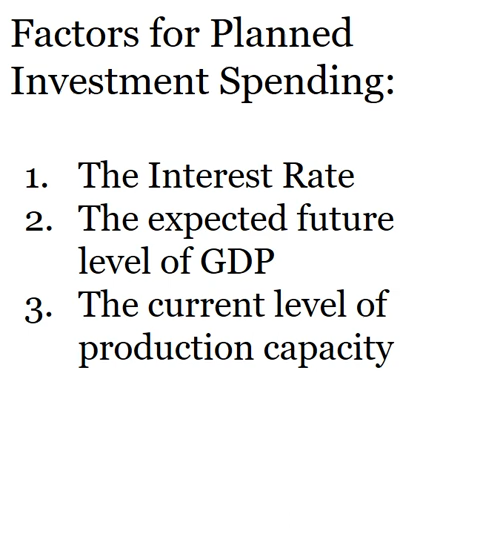 Factors for Planned
Investment Spending:
1. The Interest Rate
2. The expected future
level of GDP
3. The current level of
production capacity